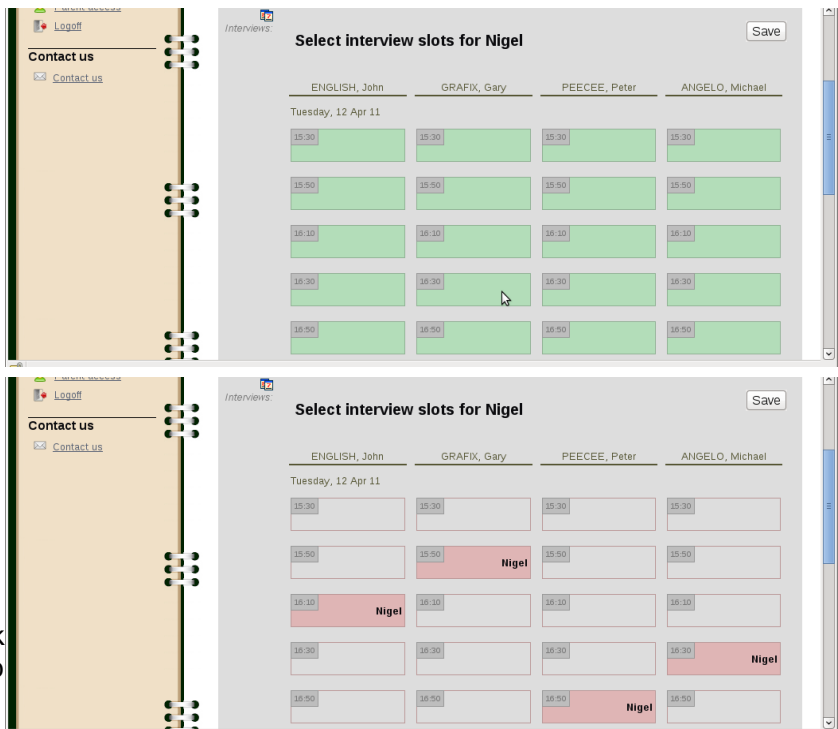 Parent access
Logoff
Contact us
Contact us
Interviews:
Select interview slots for Nigel
Save
ENGLISH, John GRAFIX, Gary PEECEE, Peter ANGELO, Michael
Tuesday, 12 Apr 11
15:30 15:30 15:30 15:30
15:50 15:50 15:50 15:50
16:10 16:10 16:10 16:10
16:30 16:30 16:30 16:30
16:50 16:50 16:50 16:50
Parent access
Logoff
Contact us
Contact us
Interviews:
Select interview slots for Nigel
Save
ENGLISH, John GRAFIX, Gary PEECEE, Peter ANGELO, Michael
Tuesday, 12 Apr 11
15:30 15:30 15:30 15:30
15:50 15:50 Nigel 15:50 15:50
16:10 Nigel 16:10 16:10 16:10
16:30 16:30 16:30 16:30 Nigel
16:50 16:50 16:50 Nigel 16:50